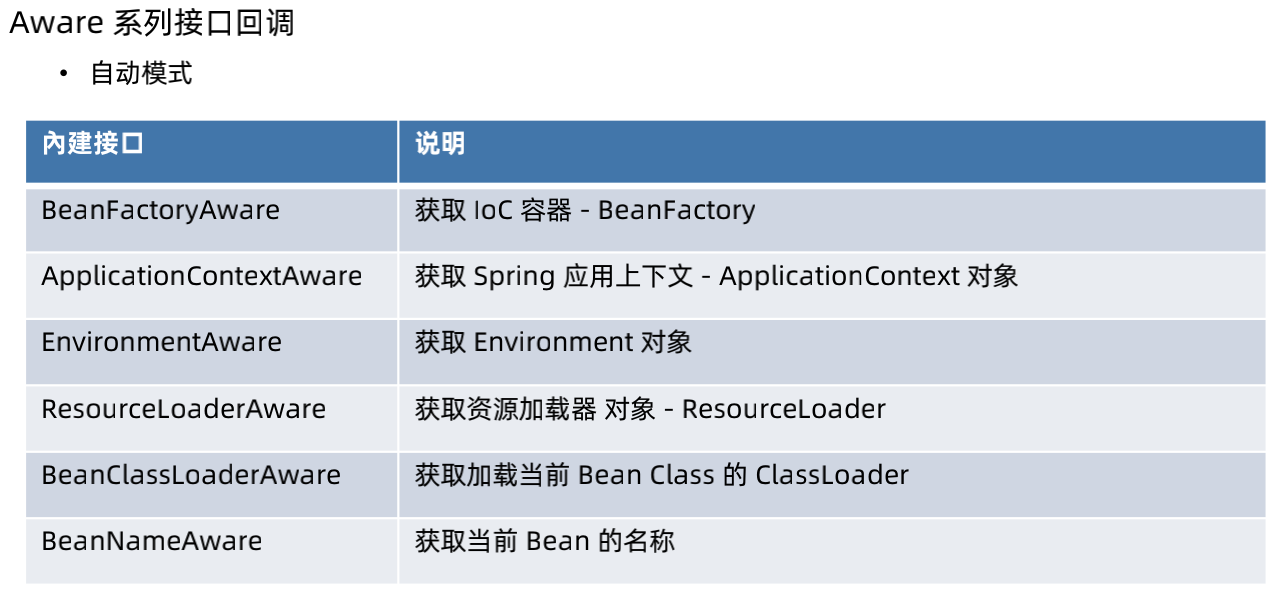 Aware 系列接口回调
• 自动模式
內建接口 说明
BeanFactoryAware 获取 IoC 容器 - BeanFactory
ApplicationContextAware 获取 Spring 应用上下文 - ApplicationContext 对象
EnvironmentAware 获取 Environment 对象
ResourceLoaderAware 获取资源加载器 对象 - ResourceLoader
BeanClassLoaderAware 获取加载当前 Bean Class 的 ClassLoader
BeanNameAware 获取当前 Bean 的名称